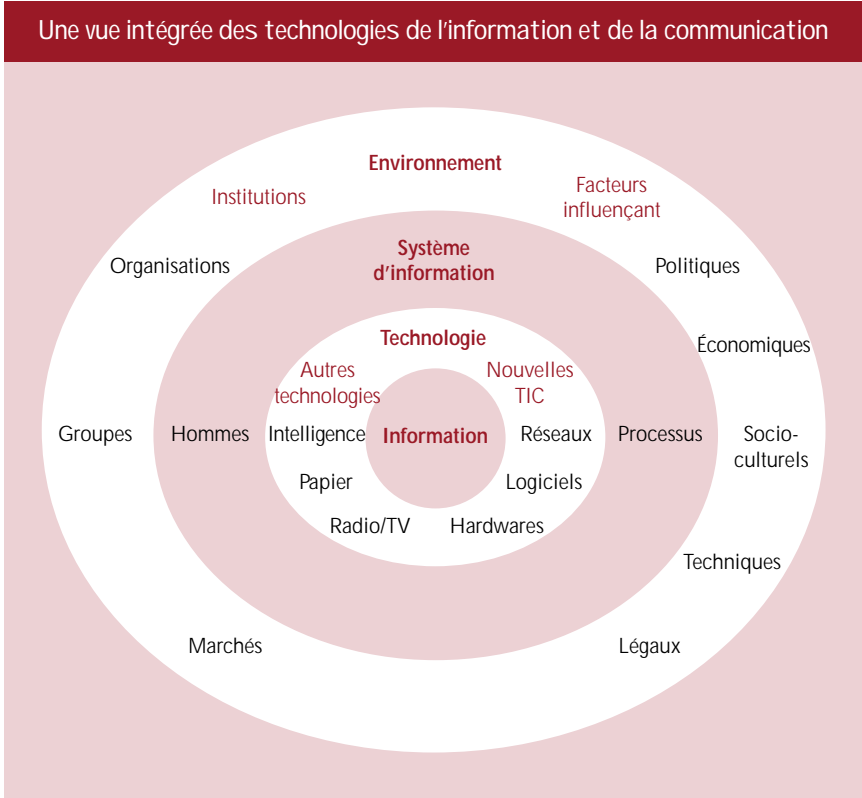 Une vue intégrée des technologies de l'information et de la communication
Environnement
Institutions
Facteurs
influençant
Organisations
Système
d'information
Politiques
Technologie
Économiques
Autres
technologies
Nouvelles
TIC
Groupes
Hommes
Intelligence
Information
Réseaux
Processus
Socio-
culturels
Papier
Logiciels
Radio/TV
Hardwares
Techniques
Marchés
Légaux